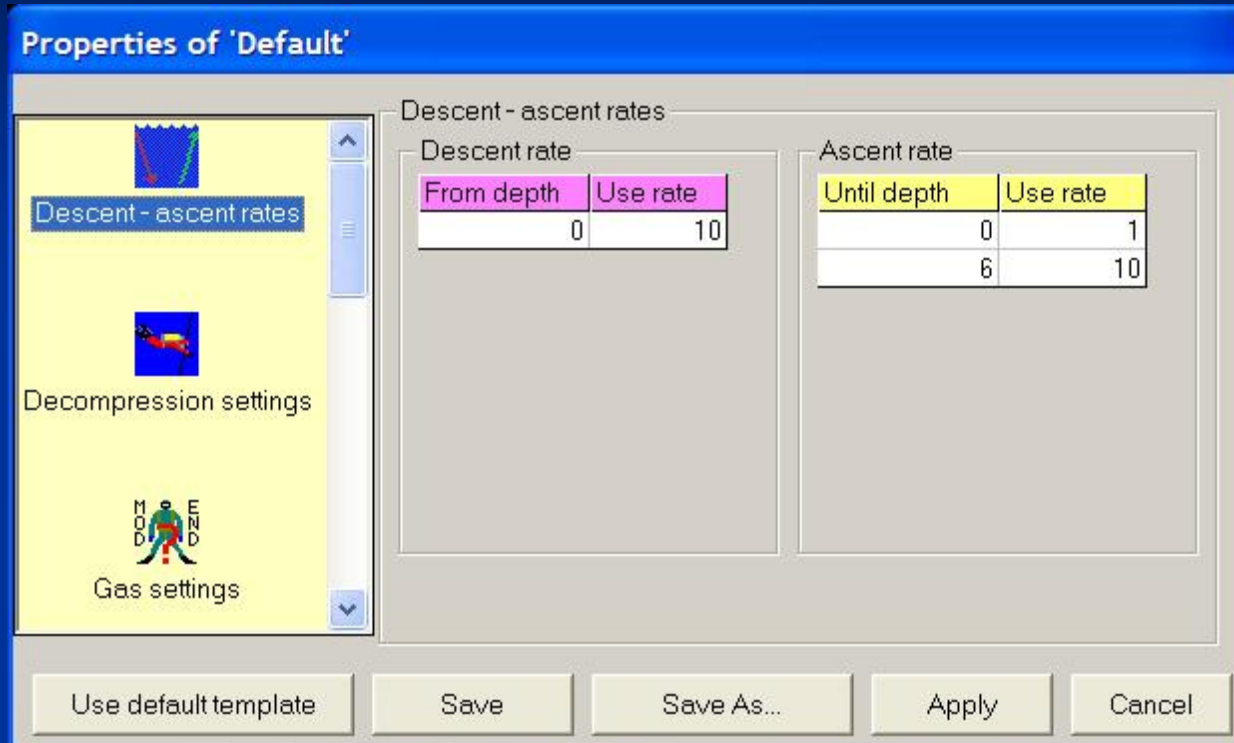 Properties of 'Default'
Descent - ascent rates
Decompression settings
MOD END
?
Gas settings
Descent - ascent rates
Descent rate
From depth Use rate
0 10
Ascent rate
Until depth Use rate
0 1
6 10
Use default template Save Save As... Apply Cancel